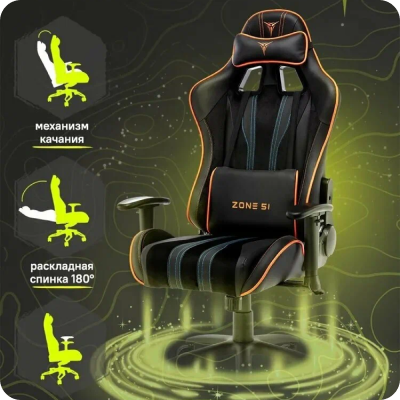 механизм
качания
раскладная
спинка 180°
ZONE 51